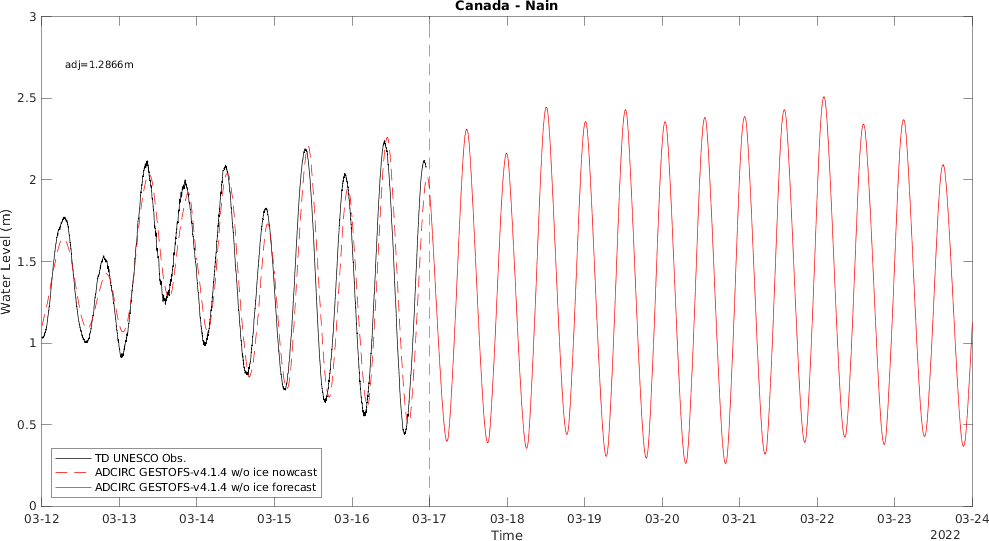 Canada - Nain
3
adj=1.2866m
2.5
2
1.5
1
0.5
0
Water Level (m)
TD UNESCO Obs.
ADCIRC GESTOFS-v4.1.4 w/o ice nowcast
ADCIRC GESTOFS-v4.1.4 w/o ice forecast
03-12 03-13 03-14 03-15 03-16 03-17 03-18 03-19 03-20 03-21 03-22 03-23 03-24
Time
2022